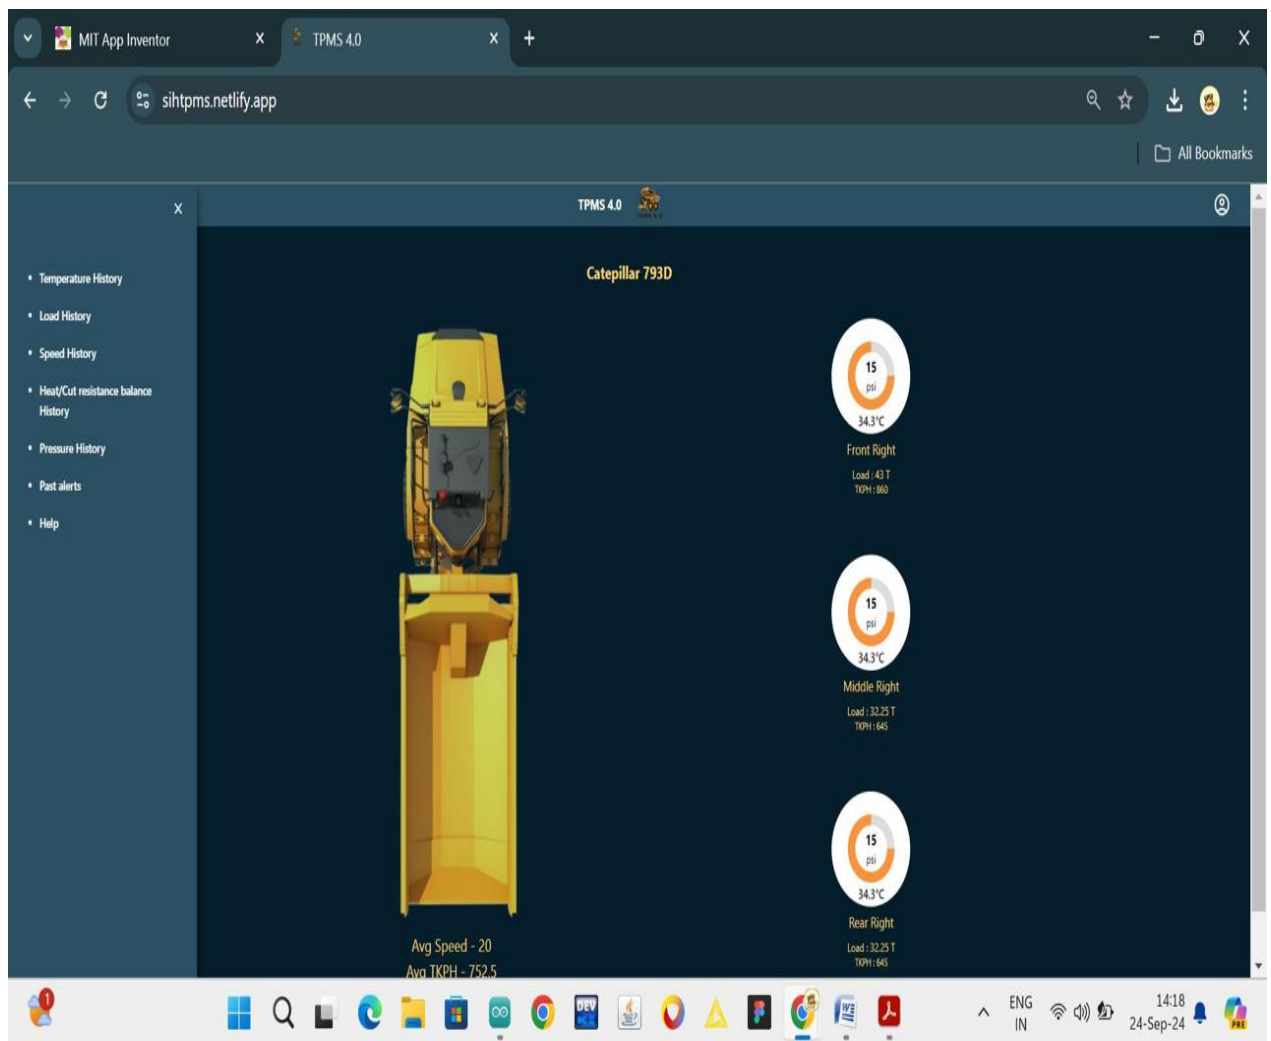 MIT App Inventor
TPMS 4.0
sihtpms.netlify.app
All Bookmarks
TPMS 4.0
Temperature History
Load History
Speed History
Heat/Cut resistance balance
History
Pressure History
Past alerts
Help
Catepillar 793D
15
psi
34.3°C
Front Right
Load : 43 T
TKPH : 860
15
psi
34.3°C
Middle Right
Load : 32.25 T
TKPH : 645
15
psi
34.3°C
Rear Right
Load : 32.25 T
TKPH : 645
Avg Speed - 20
Avg TKPH - 752.5
1
DEV
ENG
IN
14:18
24-Sep-24
PRE